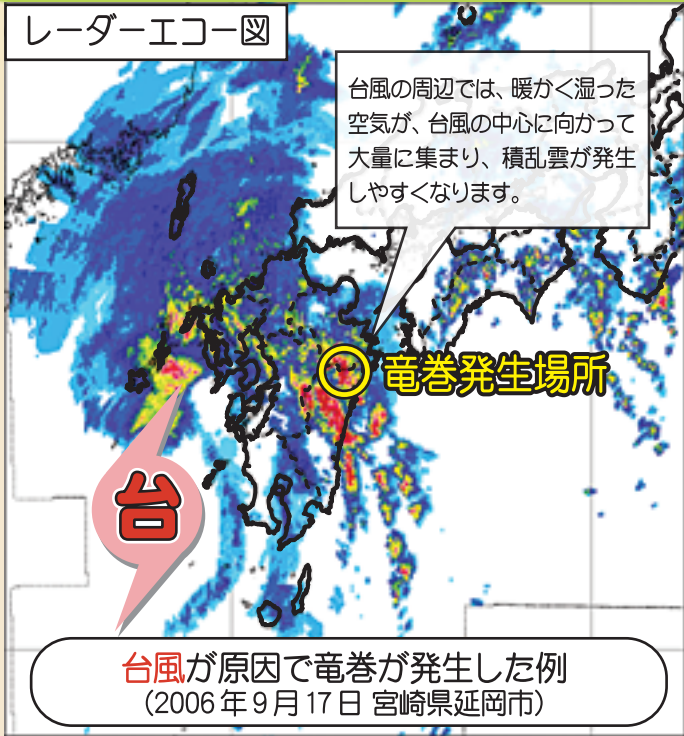 レーダーエコー図
台風の周辺では、暖かく湿った
空気が、台風の中心に向かって
大量に集まり、積乱雲が発生
しやすくなります。
竜巻発生場所
台
台風が原因で竜巻が発生した例
（2006年9月17日 宮崎県延岡市）